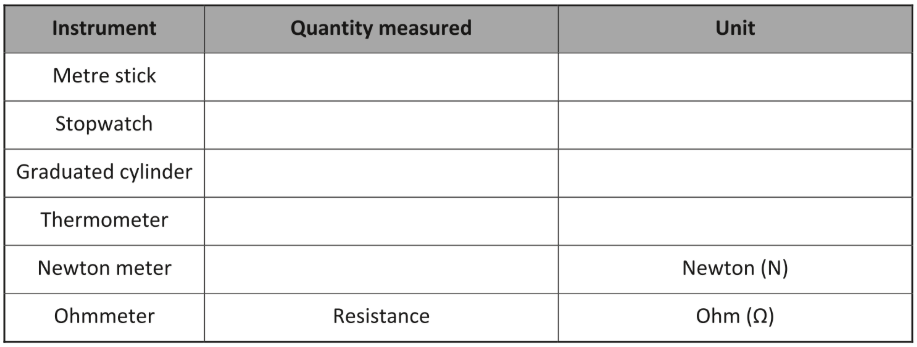 Instrument Quantity measured Unit
Metre stick
Stopwatch
Graduated cylinder
Thermometer
Newton meter Newton (N)
Ohmmeter Resistance Ohm (Ω)